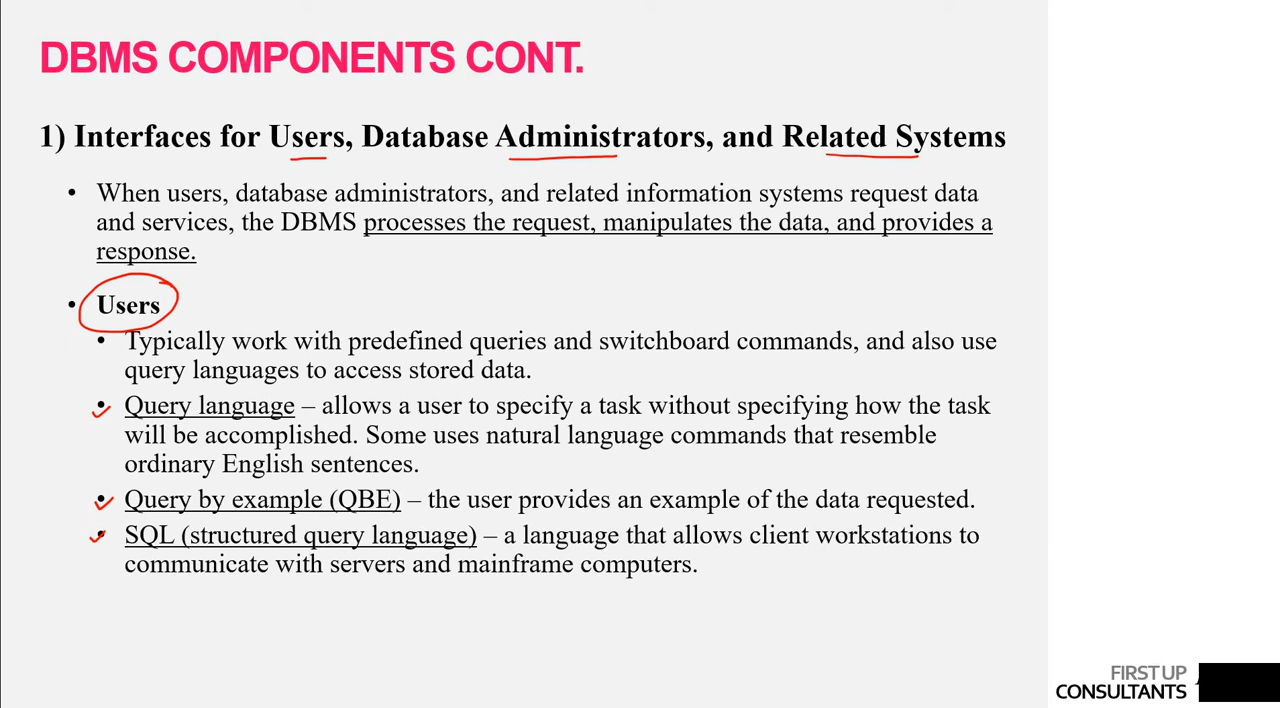 DBMS COMPONENTS CONT.
1) Interfaces for Users, Database Administrators, and Related Systems
• When users, database administrators, and related information systems request data
and services, the DBMS processes the request, manipulates the data, and provides a
response.
• Users
• Typically work with predefined queries and switchboard commands, and also use
query languages to access stored data.
• Query language – allows a user to specify a task without specifying how the task
will be accomplished. Some uses natural language commands that resemble
ordinary English sentences.
• Query by example (QBE) – the user provides an example of the data requested.
• SQL (structured query language) – a language that allows client workstations to
communicate with servers and mainframe computers.
FIRST UP
CONSULTANTS